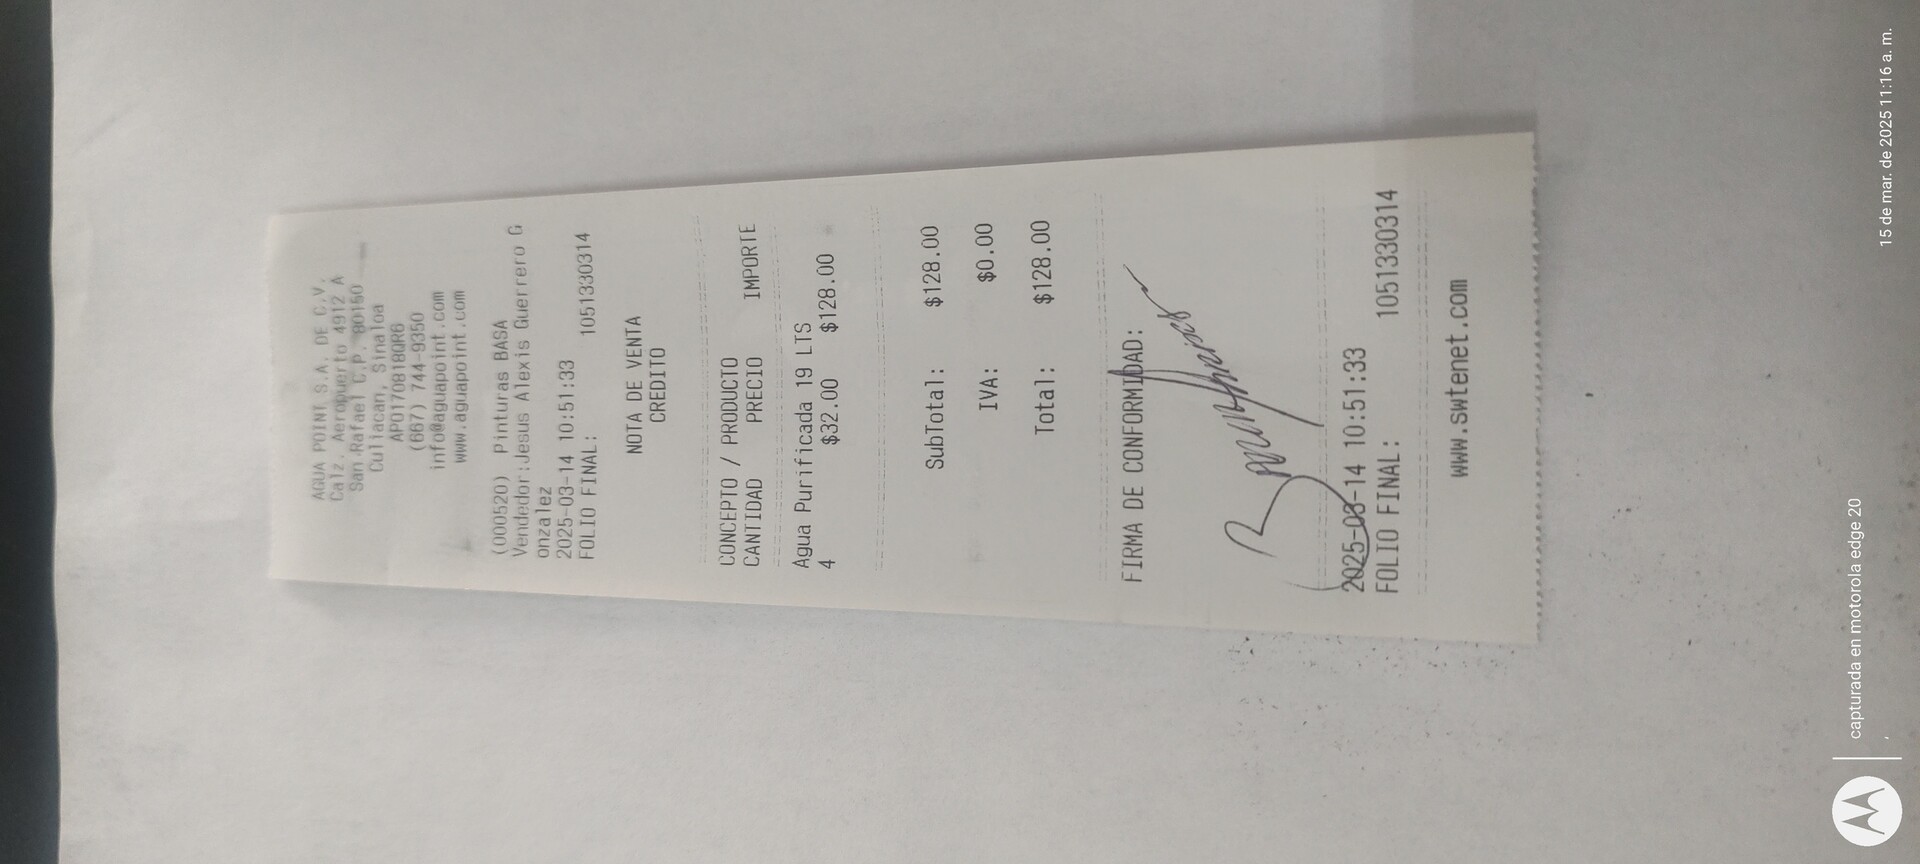 AGUA POINT S.A. DE C.V.
Calz. Aeropuerto 4912 A
San Rafael C.P. 80150
Culiacan, Sinaloa
APO170818QR6
(667) 744-9350
info@aguapoint.com
www.aguapoint.com
(000520) Pinturas BASA
Vendedor:Jesus Alexis Guerrero G
onzalez
2025-03-14 10:51:33
FOLIO FINAL: 1051330314
NOTA DE VENTA
CREDITO
CONCEPTO / PRODUCTO
CANTIDAD PRECIO IMPORTE
Agua Purificada 19 LTS
4 $32.00 $128.00
SubTotal: $128.00
IVA: $0.00
Total: $128.00
FIRMA DE CONFORMIDAD:
2025-03-14 10:51:33
FOLIO FINAL: 1051330314
www.swtenet.com
capturada en motorola edge 20
15 de mar. de 2025 11:16 a. m.